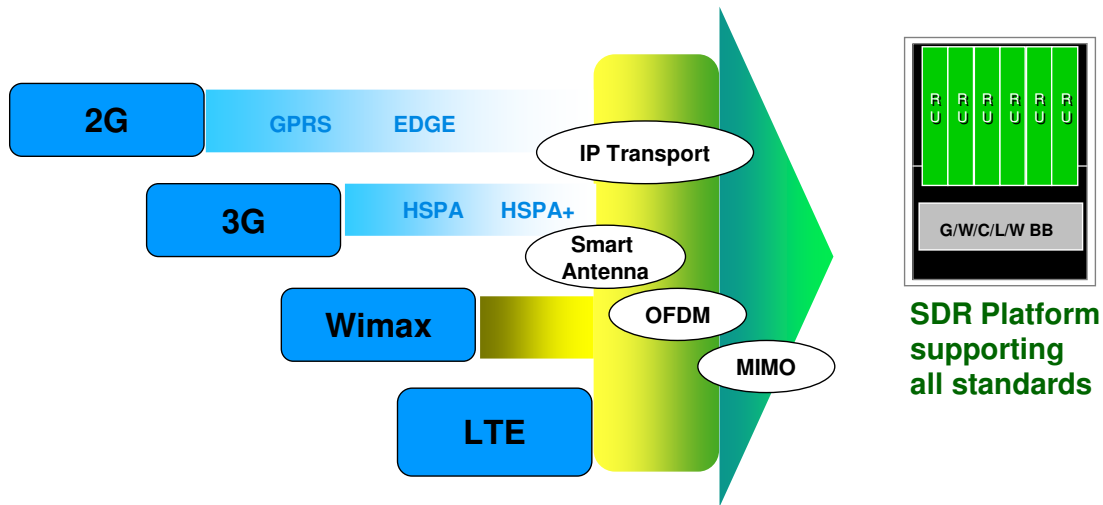 2G
GPRS EDGE
IP Transport
3G
HSPA HSPA+
Smart
Antenna
Wimax
OFDM
MIMO
LTE
R R R R R R
U U U U U U
G/W/C/L/W BB
SDR Platform
supporting
all standards